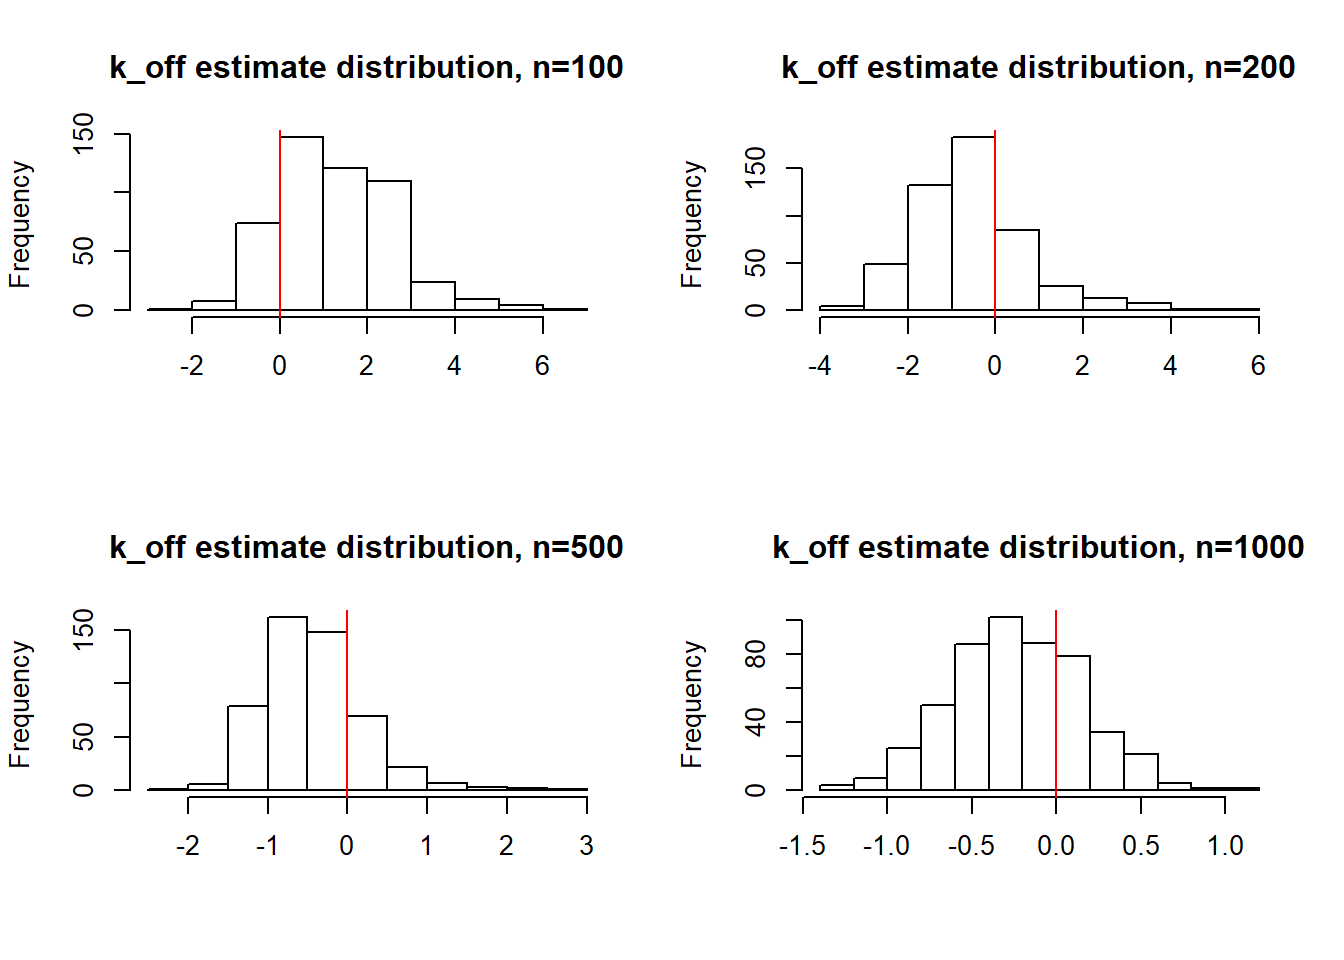 k_off estimate distribution, n=100
Frequency
0 50 150
-2 0 2 4 6
k_off estimate distribution, n=200
Frequency
0 50 150
-4 -2 0 2 4 6
k_off estimate distribution, n=500
Frequency
0 50 150
-2 -1 0 1 2 3
k_off estimate distribution, n=1000
Frequency
0 40 80
-1.5 -1.0 -0.5 0.0 0.5 1.0